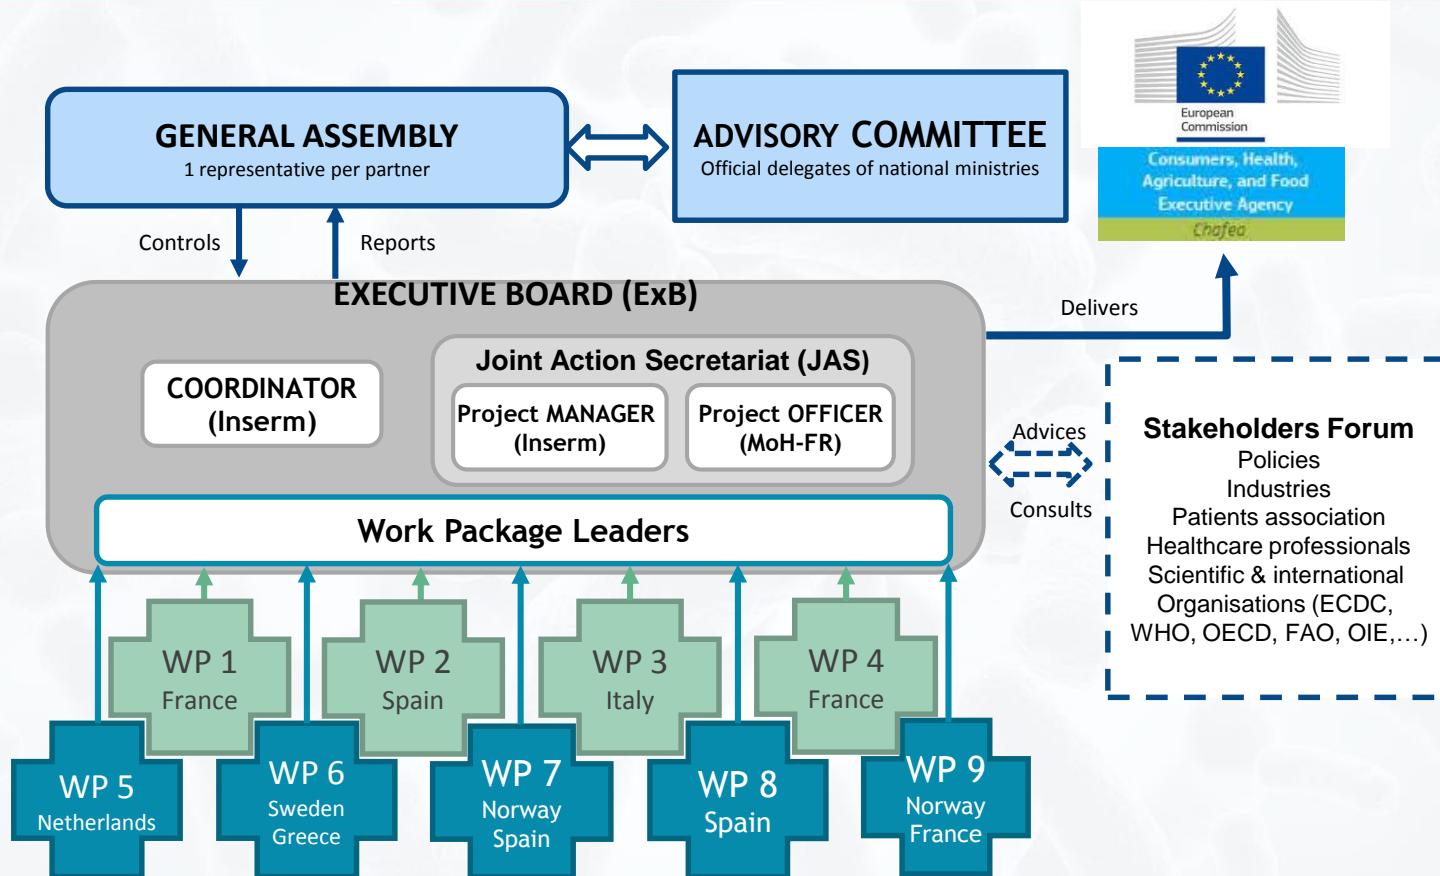 European
Commission
Consumers, Health,
Agriculture, and Food
Executive Agency
Chafea
GENERAL ASSEMBLY
1 representative per partner
ADVISORY COMMITTEE
Official delegates of national ministries
Controls
Reports
EXECUTIVE BOARD (ExB)
Delivers
Joint Action Secretariat (JAS)
COORDINATOR
(Inserm)
Project MANAGER
(Inserm)
Project OFFICER
(MoH-FR)
Advices
Consults
Stakeholders Forum
Policies
Industries
Patients association
Healthcare professionals
Scientific & international
Organisations (ECDC,
WHO, OECD, FAO, OIE,...)
Work Package Leaders
WP 1
France
WP 2
Spain
WP 3
Italy
WP 4
France
WP 5
Netherlands
WP 6
Sweden
Greece
WP 7
Norway
Spain
WP 8
Spain
WP 9
Norway
France